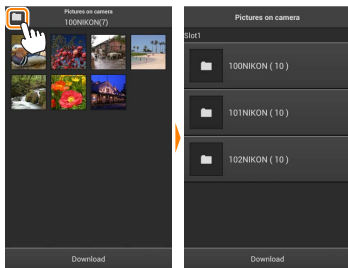 Pictures on camera
100NIKON(7)
Download
Pictures on camera
Slot1
100NIKON ( 10 )
101NIKON ( 10 )
102NIKON ( 10 )
Download